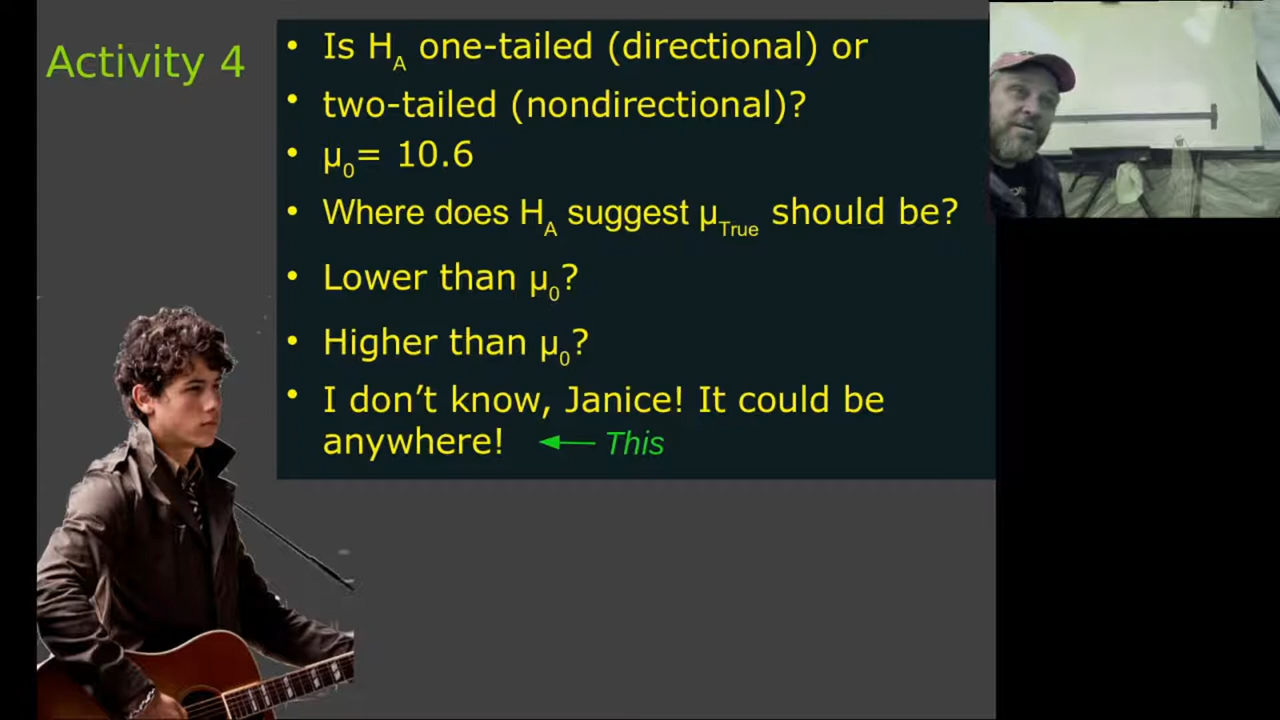 Activity 4
• Is HA one-tailed (directional) or
• two-tailed (nondirectional)?
• µ0= 10.6
• Where does HA suggest µTrue should be?
• Lower than µ0?
• Higher than µ0?
• I don’t know, Janice! It could be
anywhere! This